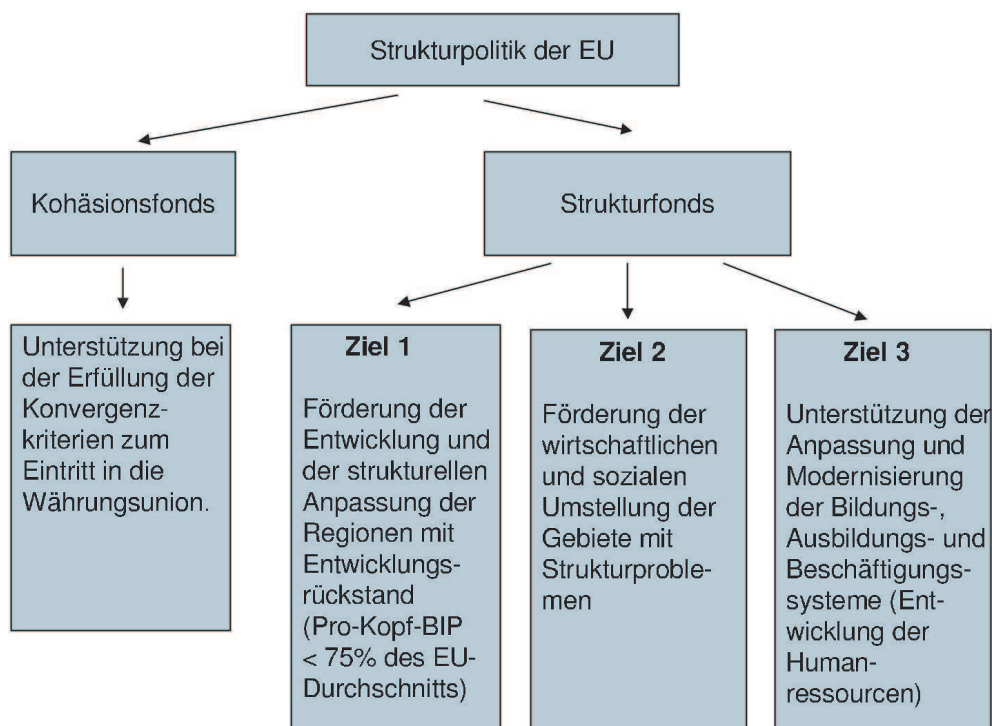 Strukturpolitik der EU
Kohäsionsfonds
Strukturfonds
Unterstützung bei
der Erfüllung der
Konvergenz-
kriterien zum
Eintritt in die
Währungsunion.
Ziel 1
Förderung der
Entwicklung und
der strukturellen
Anpassung der
Regionen mit
Entwicklungs-
rückstand
(Pro-Kopf-BIP
< 75% des EU-
Durchschnitts)
Ziel 2
Förderung der
wirtschaftlichen
und sozialen
Umstellung der
Gebiete mit
Strukturproble-
men
Ziel 3
Unterstützung der
Anpassung und
Modernisierung
der Bildungs-,
Ausbildungs- und
Beschäftigungs-
systeme (Ent-
wicklung der
Human-
ressourcen)